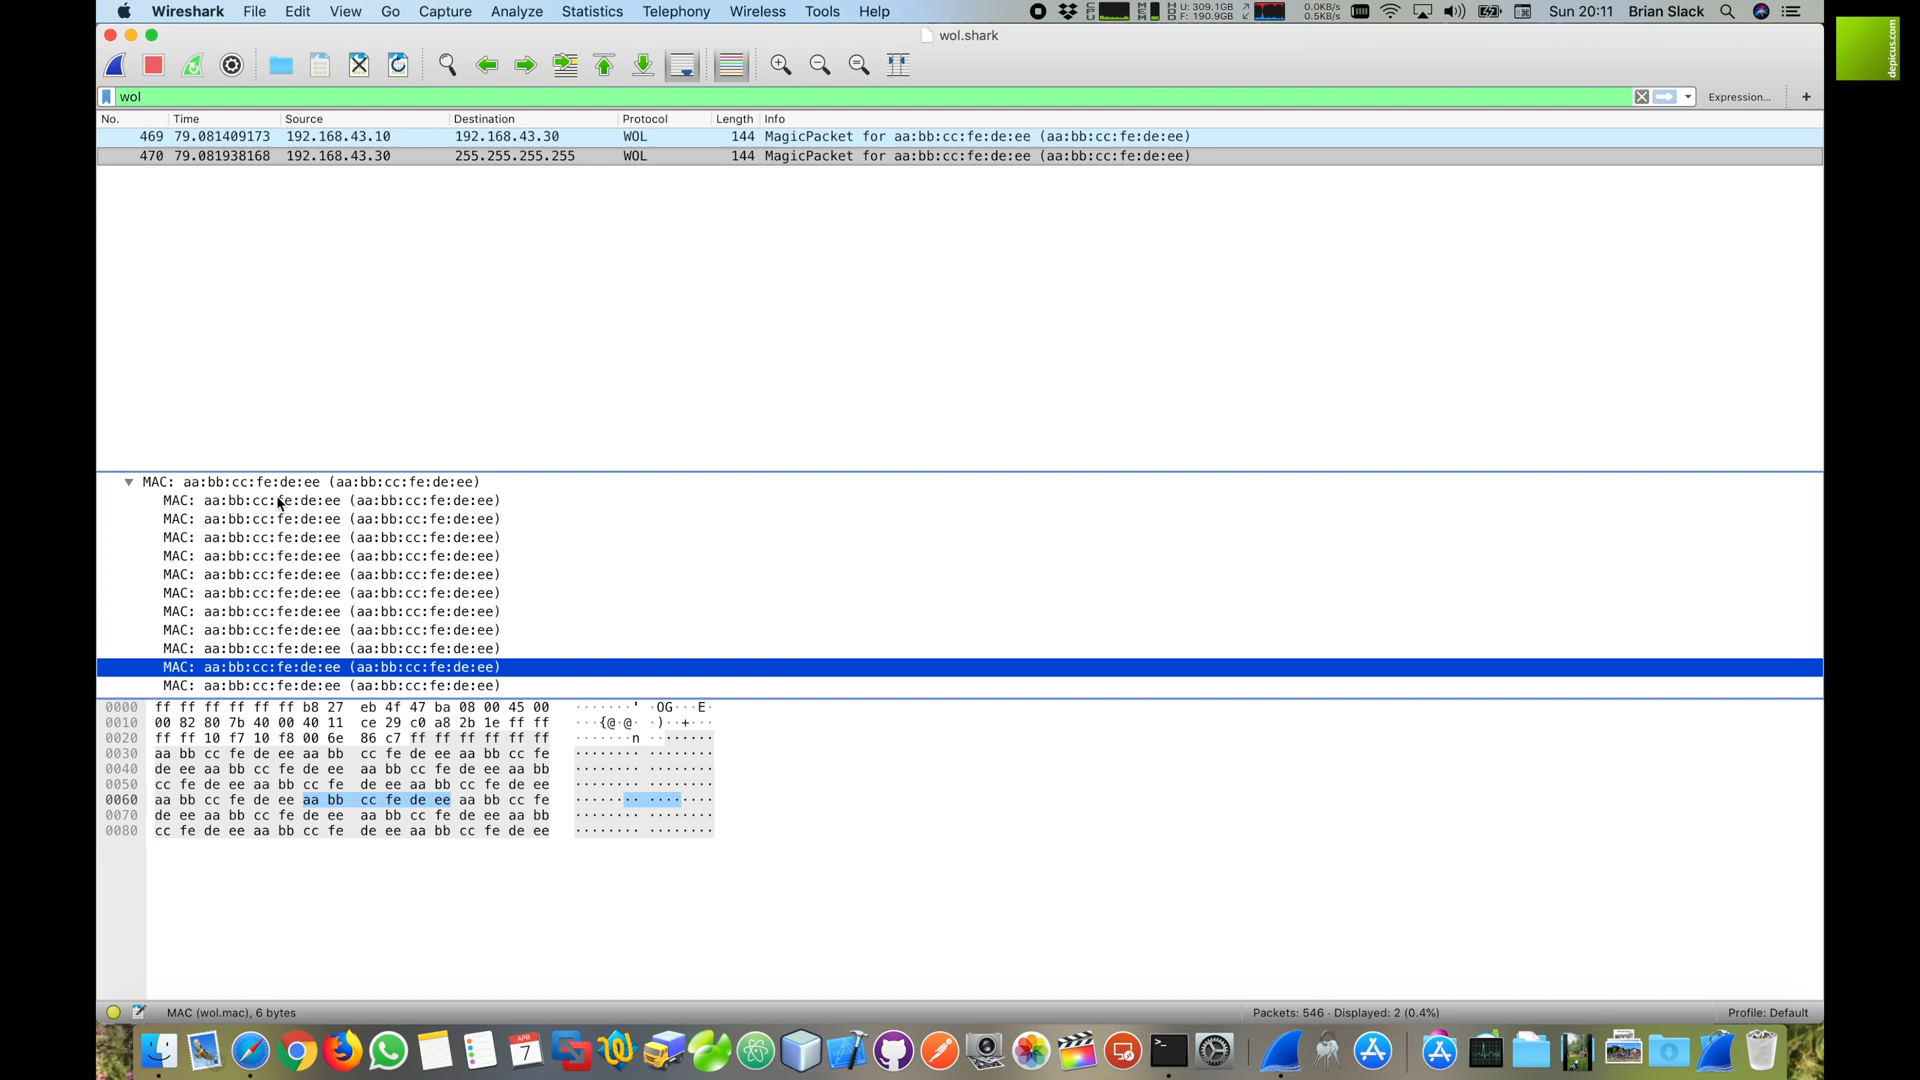 Wireshark File Edit View Go Capture Analyze Statistics Telephony Wireless Tools Help U: 309.1GB F: 190.9GB 0.0KB/s 0.5KB/s Sun 20:11 Brian Slack
depicus.com
wol.shark
wol Expression... +
No. Time Source Destination Protocol Length Info
469 79.081409173 192.168.43.10 192.168.43.30 WOL 144 MagicPacket for aa:bb:cc:fe:de:ee (aa:bb:cc:fe:de:ee)
470 79.081938168 192.168.43.30 255.255.255.255 WOL 144 MagicPacket for aa:bb:cc:fe:de:ee (aa:bb:cc:fe:de:ee)
MAC: aa:bb:cc:fe:de:ee (aa:bb:cc:fe:de:ee)
MAC: aa:bb:cc:fe:de:ee (aa:bb:cc:fe:de:ee)
MAC: aa:bb:cc:fe:de:ee (aa:bb:cc:fe:de:ee)
MAC: aa:bb:cc:fe:de:ee (aa:bb:cc:fe:de:ee)
MAC: aa:bb:cc:fe:de:ee (aa:bb:cc:fe:de:ee)
MAC: aa:bb:cc:fe:de:ee (aa:bb:cc:fe:de:ee)
MAC: aa:bb:cc:fe:de:ee (aa:bb:cc:fe:de:ee)
MAC: aa:bb:cc:fe:de:ee (aa:bb:cc:fe:de:ee)
MAC: aa:bb:cc:fe:de:ee (aa:bb:cc:fe:de:ee)
MAC: aa:bb:cc:fe:de:ee (aa:bb:cc:fe:de:ee)
MAC: aa:bb:cc:fe:de:ee (aa:bb:cc:fe:de:ee)
MAC: aa:bb:cc:fe:de:ee (aa:bb:cc:fe:de:ee)
0000 ff ff ff ff ff ff b8 27 eb 4f 47 ba 08 00 45 00 ·······' ·OG···E·
0010 00 82 80 7b 40 00 40 11 ce 29 c0 a8 2b 1e ff ff ···{@·@· ·)··+···
0020 ff ff 10 f7 10 f8 00 6e 86 c7 ff ff ff ff ff ff ·······n ········
0030 aa bb cc fe de ee aa bb cc fe de ee aa bb cc fe ········ ········
0040 de ee aa bb cc fe de ee aa bb cc fe de ee aa bb ········ ········
0050 cc fe de ee aa bb cc fe de ee aa bb cc fe de ee ········ ········
0060 aa bb cc fe de ee aa bb cc fe de ee aa bb cc fe ········ ········
0070 de ee aa bb cc fe de ee aa bb cc fe de ee aa bb ········ ········
0080 cc fe de ee aa bb cc fe de ee aa bb cc fe de ee ········ ········
MAC (wol.mac), 6 bytes Packets: 546 · Displayed: 2 (0.4%) Profile: Default
APR
7